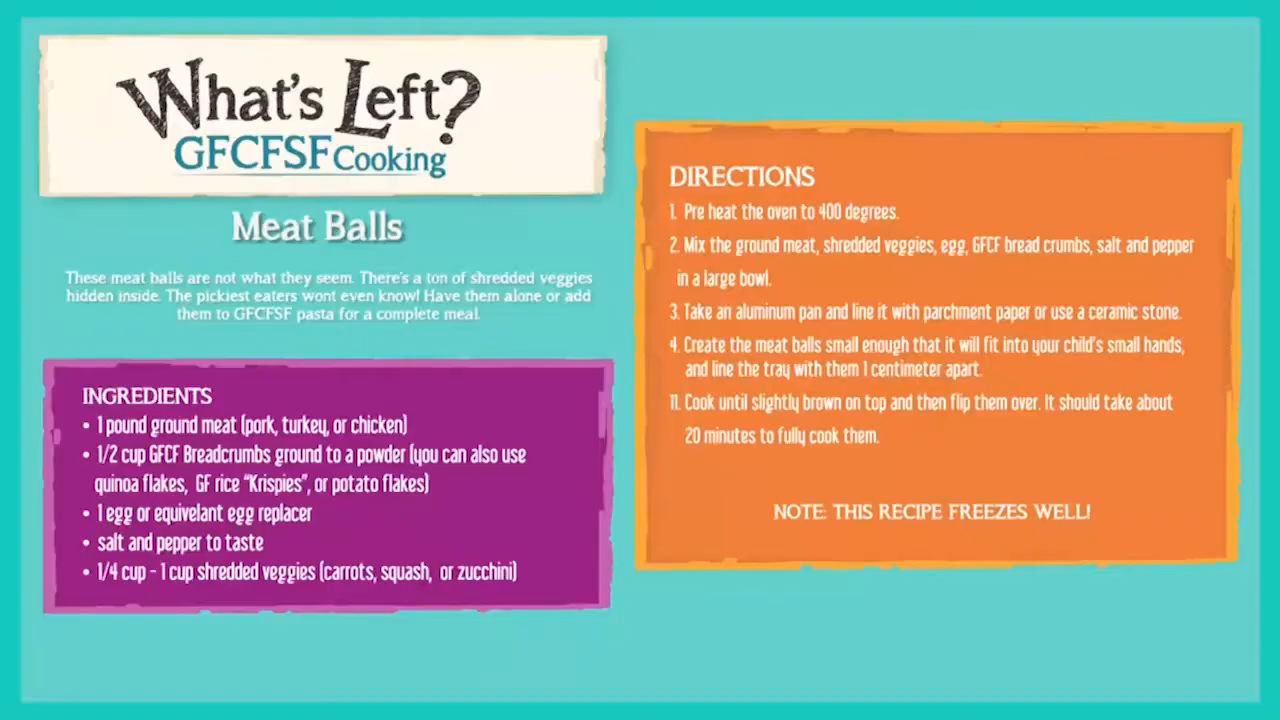 What's Left?
GFCFSF Cooking
Meat Balls
These meat balls are not what they seem. There's a ton of shredded veggies
hidden inside. The pickiest eaters wont even know! Have them alone or add
them to GFCFSF pasta for a complete meal.
INGREDIENTS
• 1 pound ground meat (pork, turkey, or chicken)
• 1/2 cup GFCF Breadcrumbs ground to a powder (you can also use
quinoa flakes, GF rice “Krispies”, or potato flakes)
• 1 egg or equivelant egg replacer
• salt and pepper to taste
• 1/4 cup - 1 cup shredded veggies (carrots, squash, or zucchini)
DIRECTIONS
1. Pre heat the oven to 400 degrees.
2. Mix the ground meat, shredded veggies, egg, GFCF bread crumbs, salt and pepper
in a large bowl.
3. Take an aluminum pan and line it with parchment paper or use a ceramic stone.
4. Create the meat balls small enough that it will fit into your child's small hands,
and line the tray with them 1 centimeter apart.
11. Cook until slightly brown on top and then flip them over. It should take about
20 minutes to fully cook them.
NOTE: THIS RECIPE FREEZES WELL!